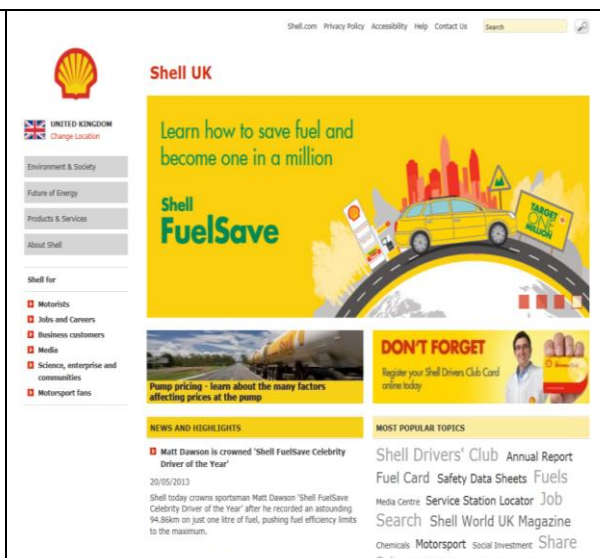 Shell.com Privacy Policy Accessibility Help Contact Us Search
Shell UK
UNITED KINGDOM
Change Location
Environment & Society
Future of Energy
Products & Services
About Shell
Shell for
Motorists
Jobs and Careers
Business customers
Media
Science, enterprise and
communities
Motorsport fans
Learn how to save fuel and
become one in a million
Shell
FuelSave
TARGET
ONE
MILLION
Pump pricing - learn about the many factors
affecting prices at the pump
DON'T FORGET
Register your Shell Drivers Club Card
online today
NEWS AND HIGHLIGHTS
Matt Dawson is crowned 'Shell FuelSave Celebrity
Driver of the Year'
20/05/2013
Shell today crowns sportsman Matt Dawson 'Shell FuelSave
Celebrity Driver of the Year' after he recorded an astounding
94.86km on just one litre of fuel, pushing fuel efficiency limits
to the maximum.
MOST POPULAR TOPICS
Shell Drivers' Club Annual Report
Fuel Card Safety Data Sheets Fuels
Media Centre Service Station Locator Job
Search Shell World UK Magazine
Chemicals Motorsport Social Investment Share